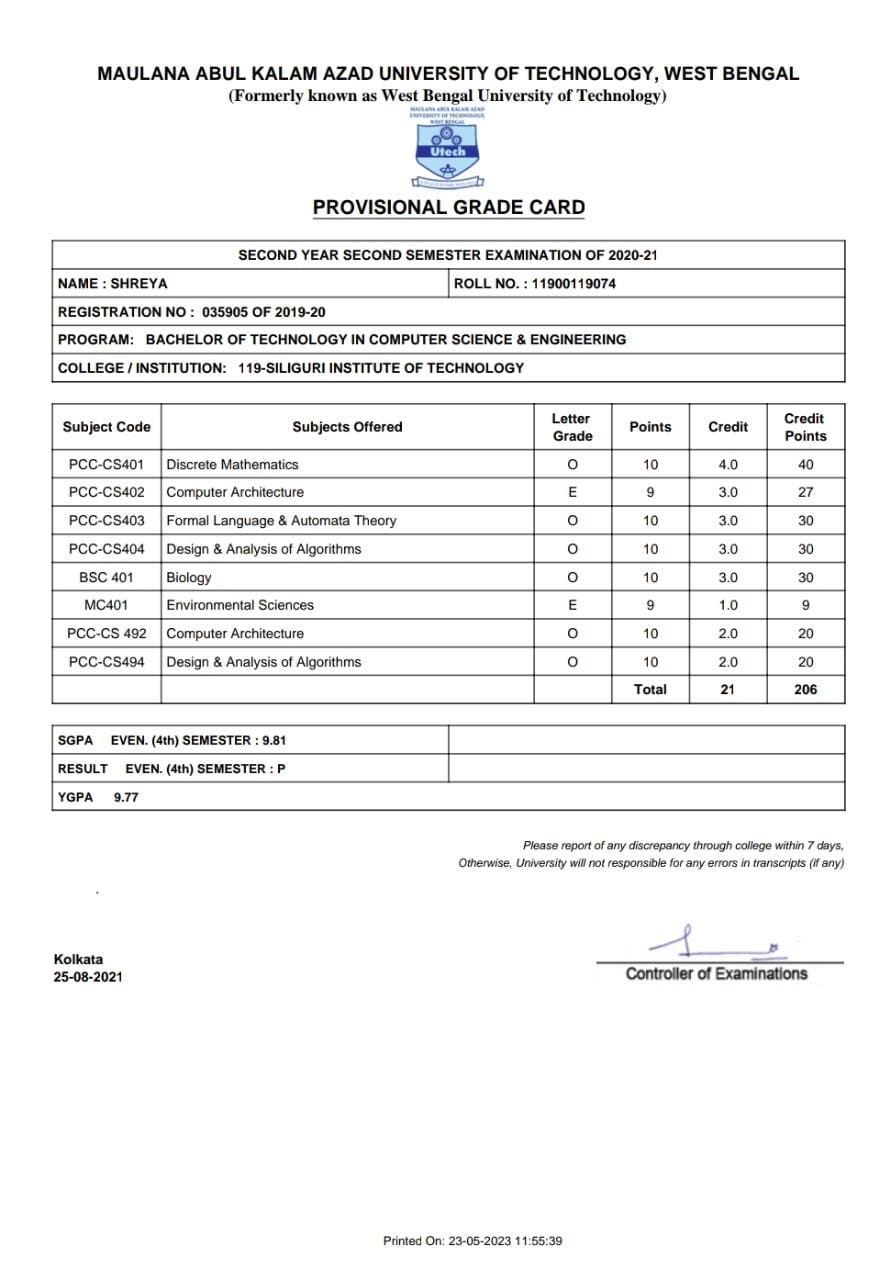 MAULANA ABUL KALAM AZAD UNIVERSITY OF TECHNOLOGY, WEST BENGAL
(Formerly known as West Bengal University of Technology)
MAULANA ABUL KALAM AZAD
UNIVERSITY OF TECHNOLOGY,
WEST BENGAL
Utech
PROVISIONAL GRADE CARD
SECOND YEAR SECOND SEMESTER EXAMINATION OF 2020-21
NAME : SHREYA ROLL NO. : 11900119074
REGISTRATION NO : 035905 OF 2019-20
PROGRAM: BACHELOR OF TECHNOLOGY IN COMPUTER SCIENCE & ENGINEERING
COLLEGE / INSTITUTION: 119-SILIGURI INSTITUTE OF TECHNOLOGY
Subject Code Subjects Offered Letter Grade Points Credit Credit Points
PCC-CS401 Discrete Mathematics O 10 4.0 40
PCC-CS402 Computer Architecture E 9 3.0 27
PCC-CS403 Formal Language & Automata Theory O 10 3.0 30
PCC-CS404 Design & Analysis of Algorithms O 10 3.0 30
BSC 401 Biology O 10 3.0 30
MC401 Environmental Sciences E 9 1.0 9
PCC-CS 492 Computer Architecture O 10 2.0 20
PCC-CS494 Design & Analysis of Algorithms O 10 2.0 20
Total 21 206
SGPA EVEN. (4th) SEMESTER : 9.81
RESULT EVEN. (4th) SEMESTER : P
YGPA 9.77
Please report of any discrepancy through college within 7 days,
Otherwise, University will not responsible for any errors in transcripts (if any)
Kolkata
25-08-2021
Controller of Examinations
Printed On: 23-05-2023 11:55:39